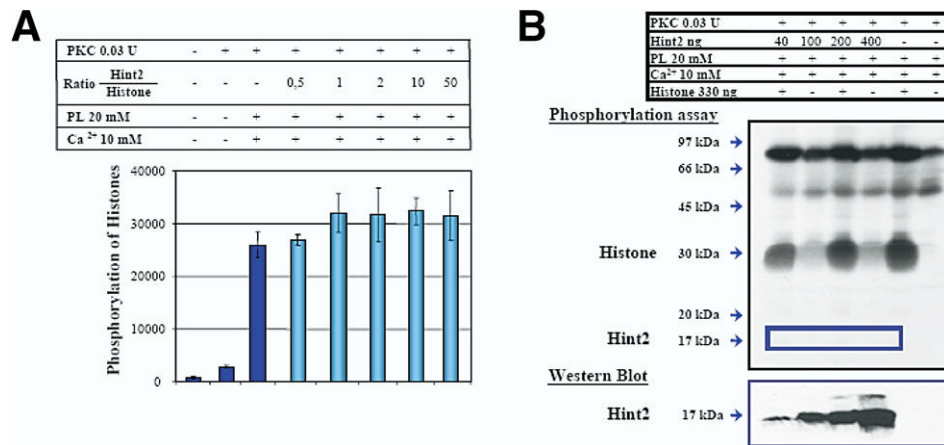 A
PKC 0.03 U - + + + + + + +
Ratio Hint2 / Histone 0,5 1 2 10 50
PL 20 mM - - + + + + + +
Ca 2+ 10 mM - - + + + + + +
Phosphorylation of Histones
40000
30000
20000
10000
0
B
PKC 0.03 U + + + + + +
Hint2 ng 40 100 200 400 - -
PL 20 mM + + + + + +
Ca2+ 10 mM + + + + + +
Histone 330 ng + - + - + -
Phosphorylation assay
97 kDa
66 kDa
45 kDa
Histone 30 kDa
20 kDa
Hint2 17 kDa
Western Blot
Hint2 17 kDa